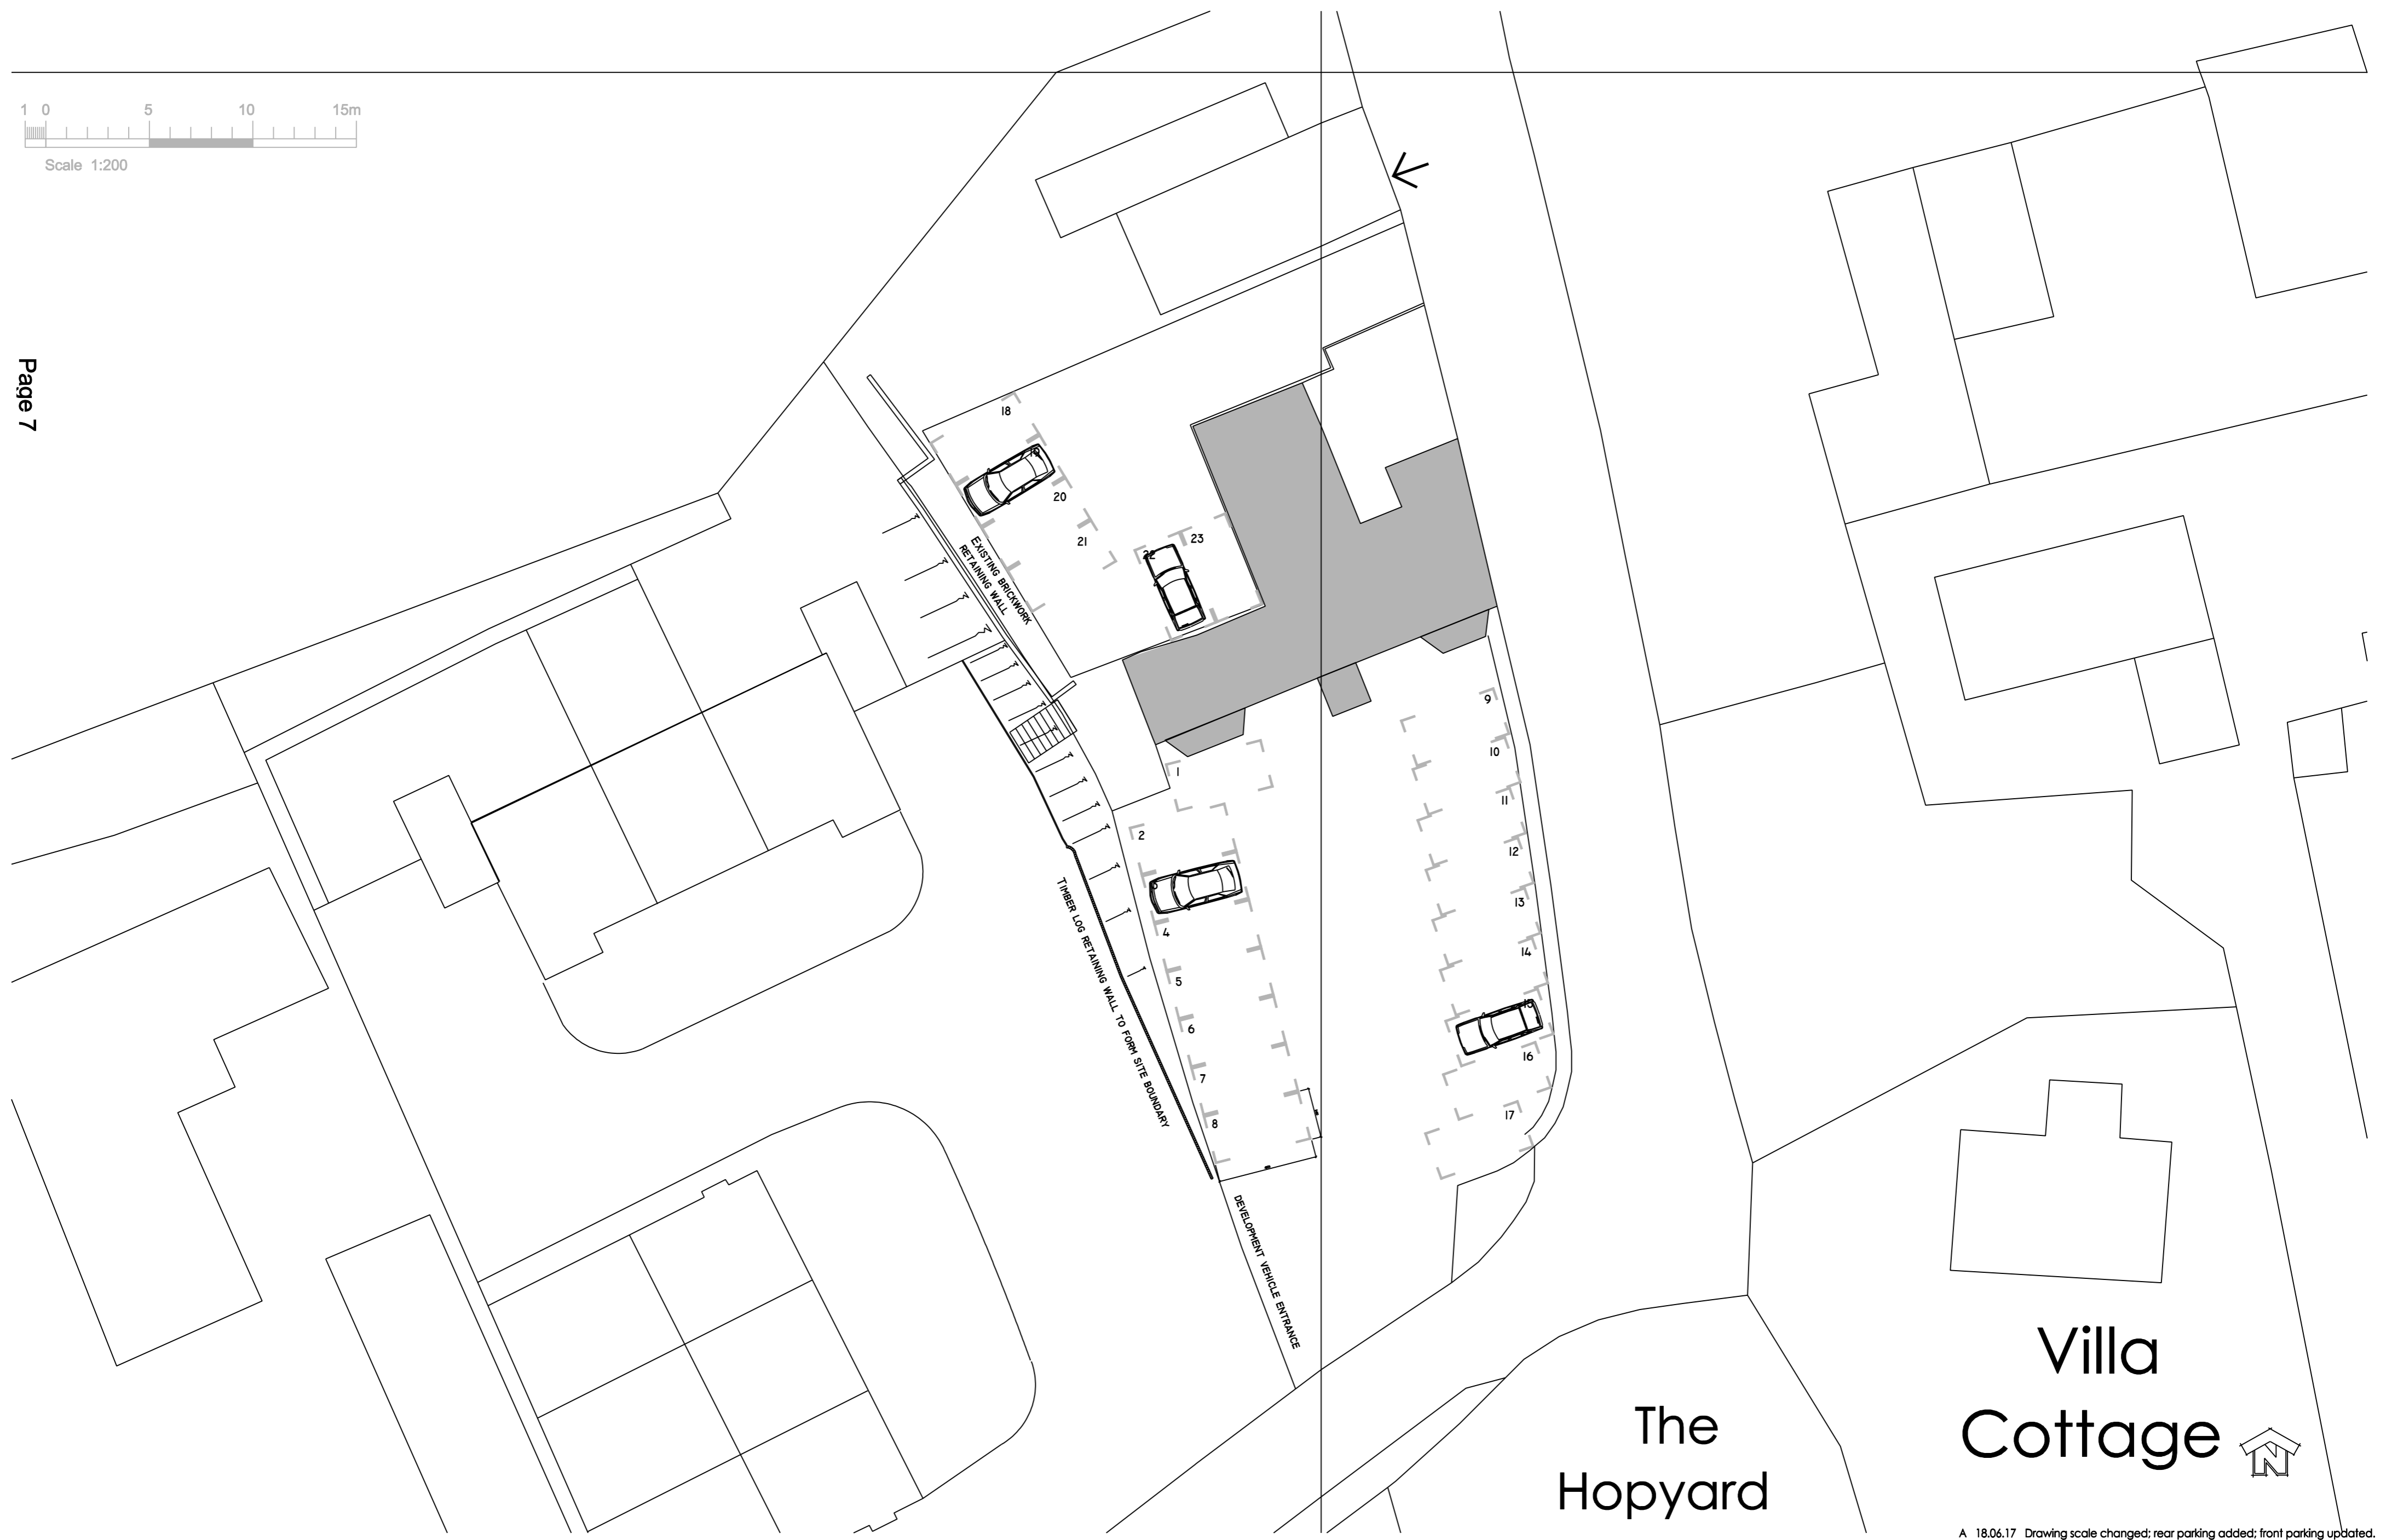 1 0 5 10 15m
Scale 1:200
Page 7
18
19
20
21
22
23
EXISTING BRICKWORK
RETAINING WALL
1
2
4
5
6
7
8
9
10
11
12
13
14
15
16
17
TIMBER LOG RETAINING WALL TO FORM SITE BOUNDARY
DEVELOPMENT VEHICLE ENTRANCE
The
Hopyard
Villa
Cottage
N
A 18.06.17 Drawing scale changed; rear parking added; front parking updated.